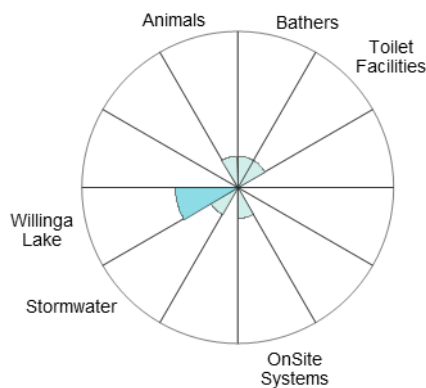 Animals
Bathers
Toilet
Facilities
Willinga
Lake
Stormwater
OnSite
Systems